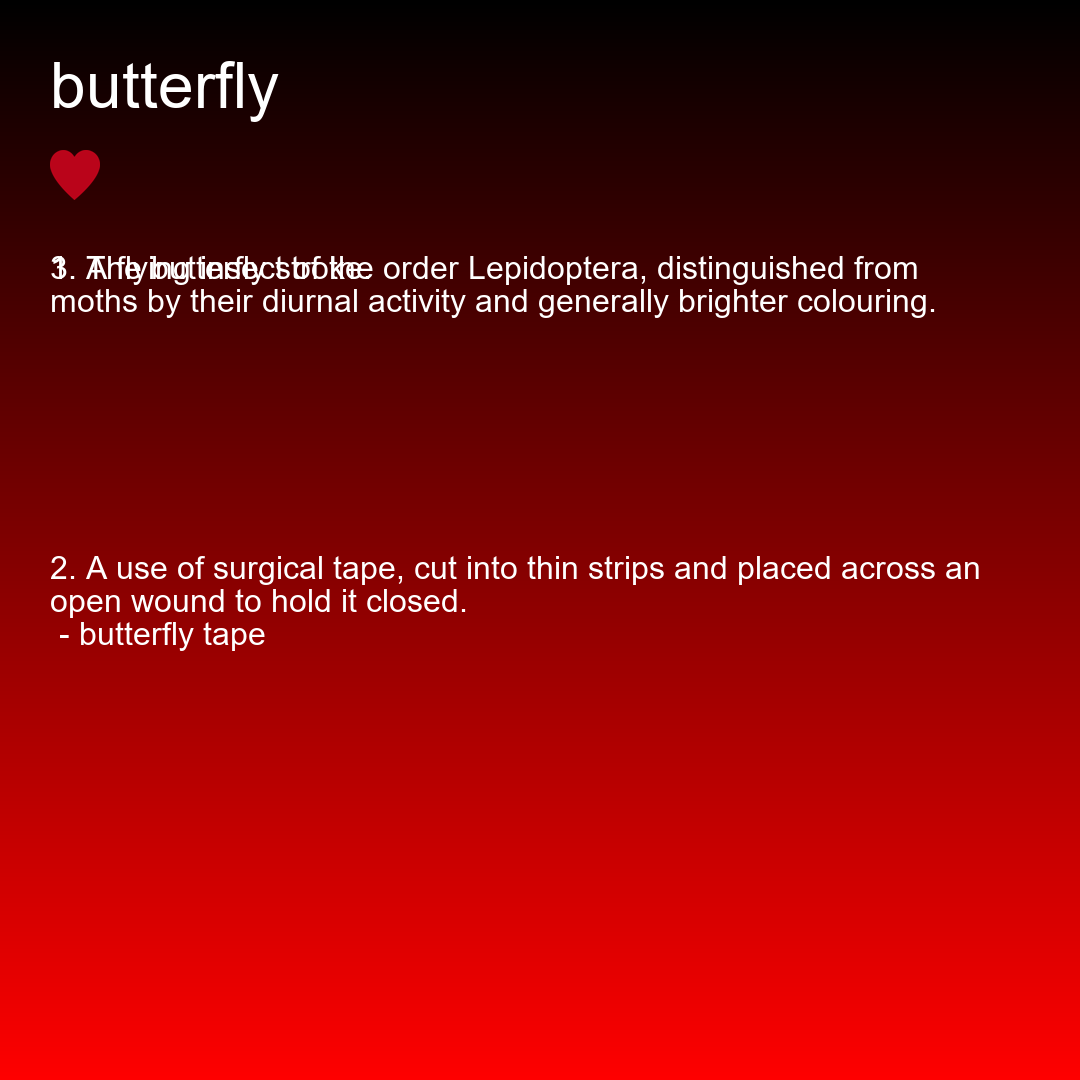 butterfly
1. A flying insect of the order Lepidoptera, distinguished from
moths by their diurnal activity and generally brighter colouring.
3. The butterfly stroke.
2. A use of surgical tape, cut into thin strips and placed across an
open wound to hold it closed.
- butterfly tape